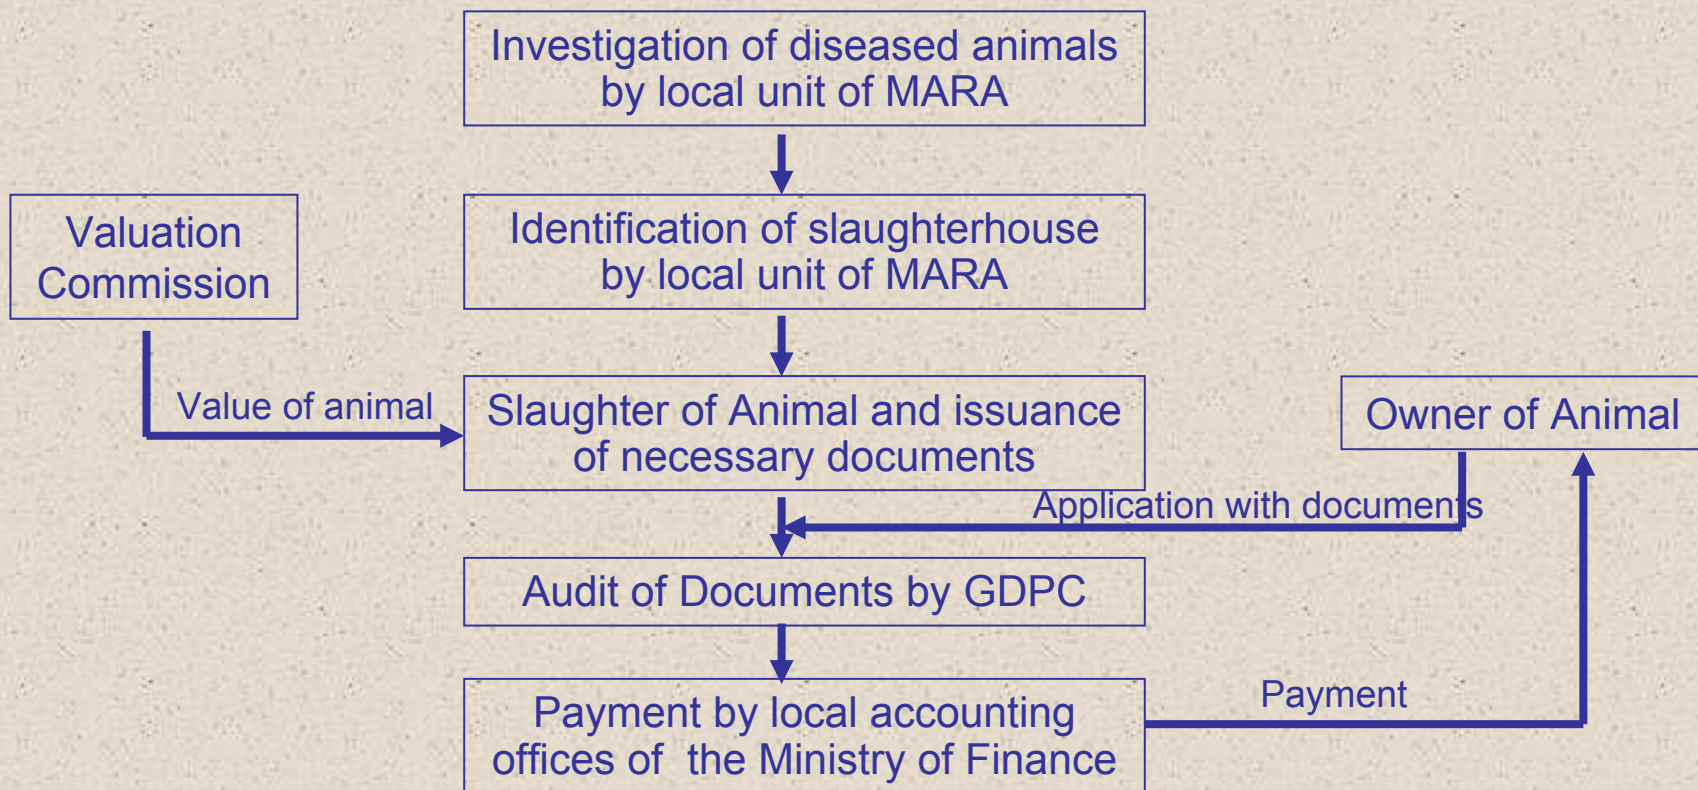 Investigation of diseased animals
by local unit of MARA
Valuation
Commission
Identification of slaughterhouse
by local unit of MARA
Value of animal
Slaughter of Animal and issuance
of necessary documents
Owner of Animal
Application with documents
Audit of Documents by GDPC
Payment by local accounting
offices of  the Ministry of Finance
Payment